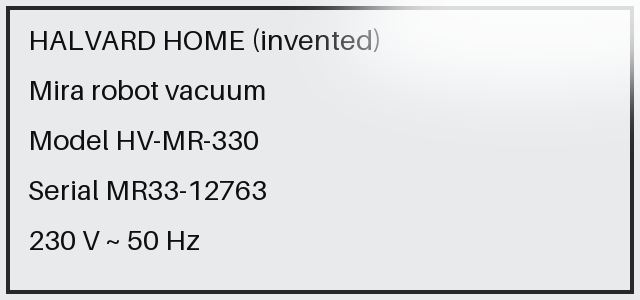 HALVARD HOME (invented)
Mira robot vacuum
Model HV-MR-330
Serial MR33-12763
230 V ~ 50 Hz